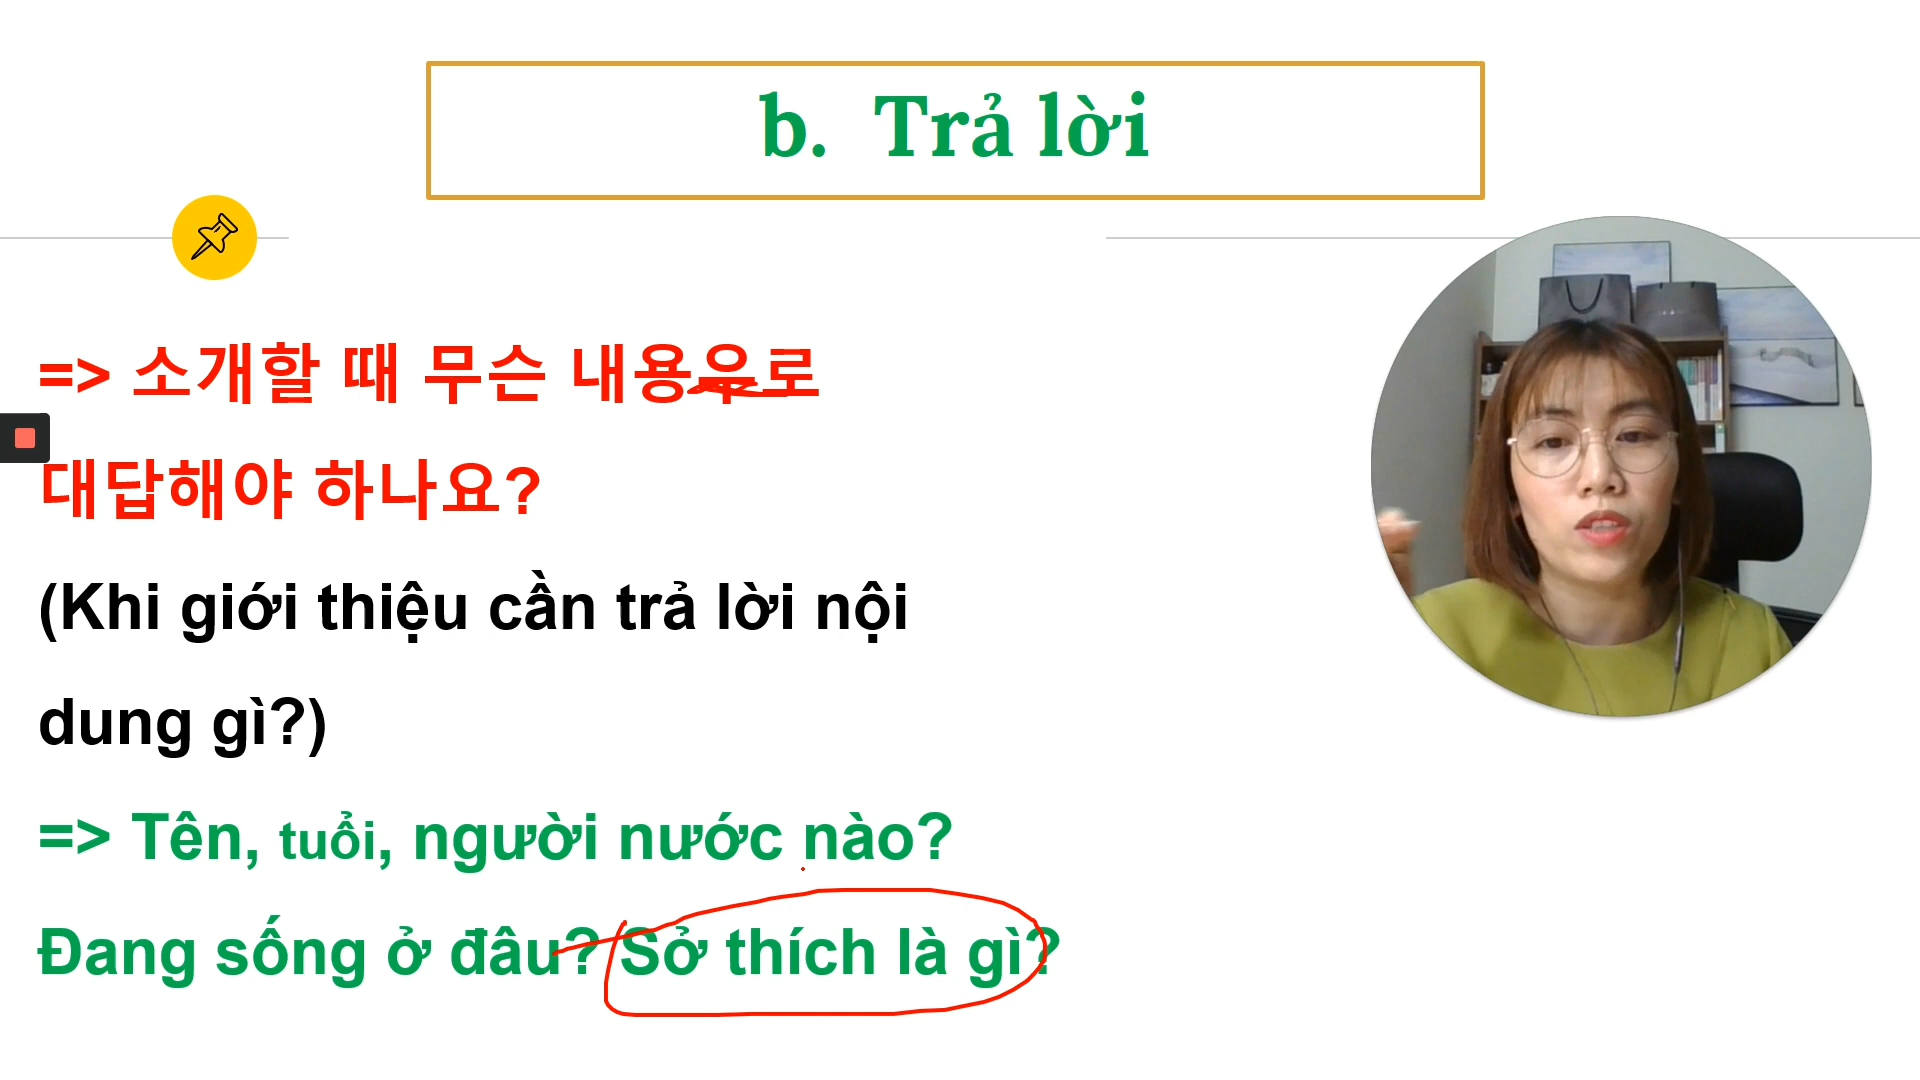 b. Trả lời
=> 소개할 때 무슨 내용우로
대답해야 하나요?
(Khi giới thiệu cần trả lời nội
dung gì?)
=> Tên, tuổi, người nước nào?
Đang sống ở đâu? Sở thích là gì?